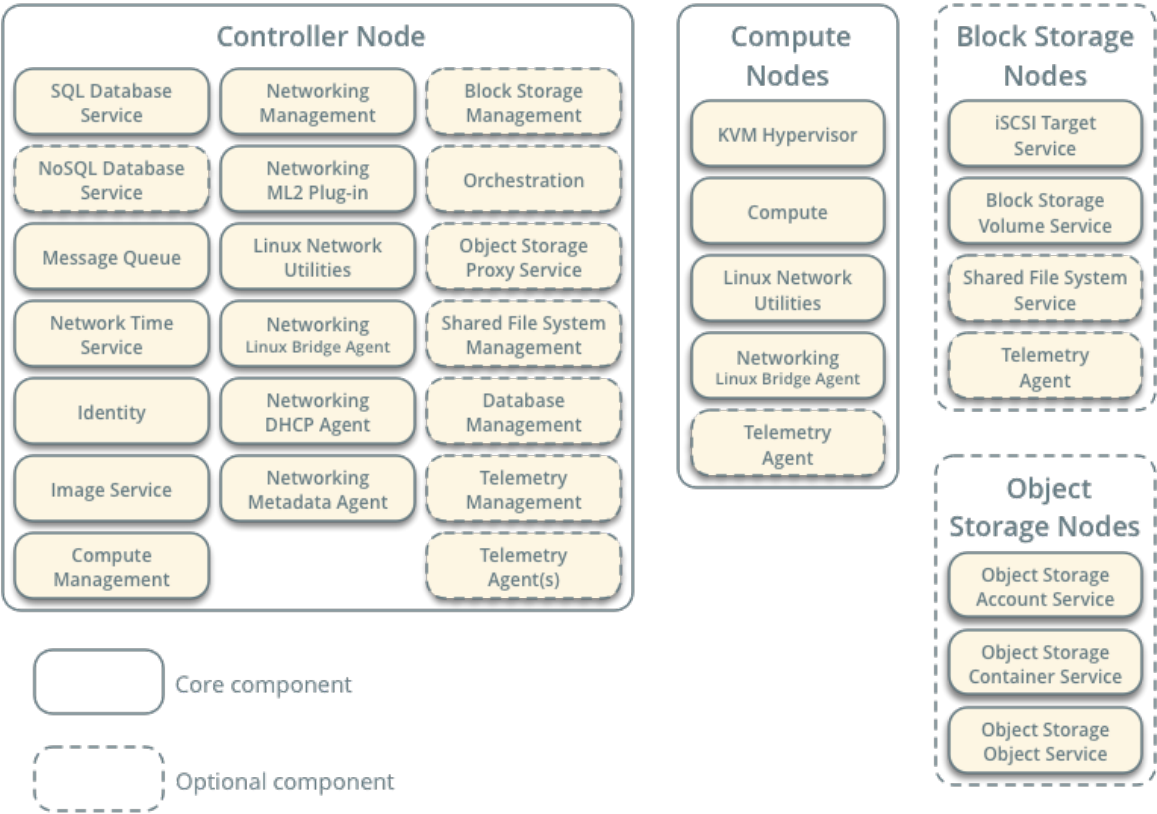 Controller Node
SQL Database
Service
Networking
Management
Block Storage
Management
NoSQL Database
Service
Networking
ML2 Plug-in
Orchestration
Message Queue
Linux Network
Utilities
Object Storage
Proxy Service
Network Time
Service
Networking
Linux Bridge Agent
Shared File System
Management
Identity
Networking
DHCP Agent
Database
Management
Image Service
Networking
Metadata Agent
Telemetry
Management
Compute
Management
Telemetry
Agent(s)
Compute
Nodes
KVM Hypervisor
Compute
Linux Network
Utilities
Networking
Linux Bridge Agent
Telemetry
Agent
Block Storage
Nodes
iSCSI Target
Service
Block Storage
Volume Service
Shared File System
Service
Telemetry
Agent
Object
Storage Nodes
Object Storage
Account Service
Object Storage
Container Service
Object Storage
Object Service
Core component
Optional component